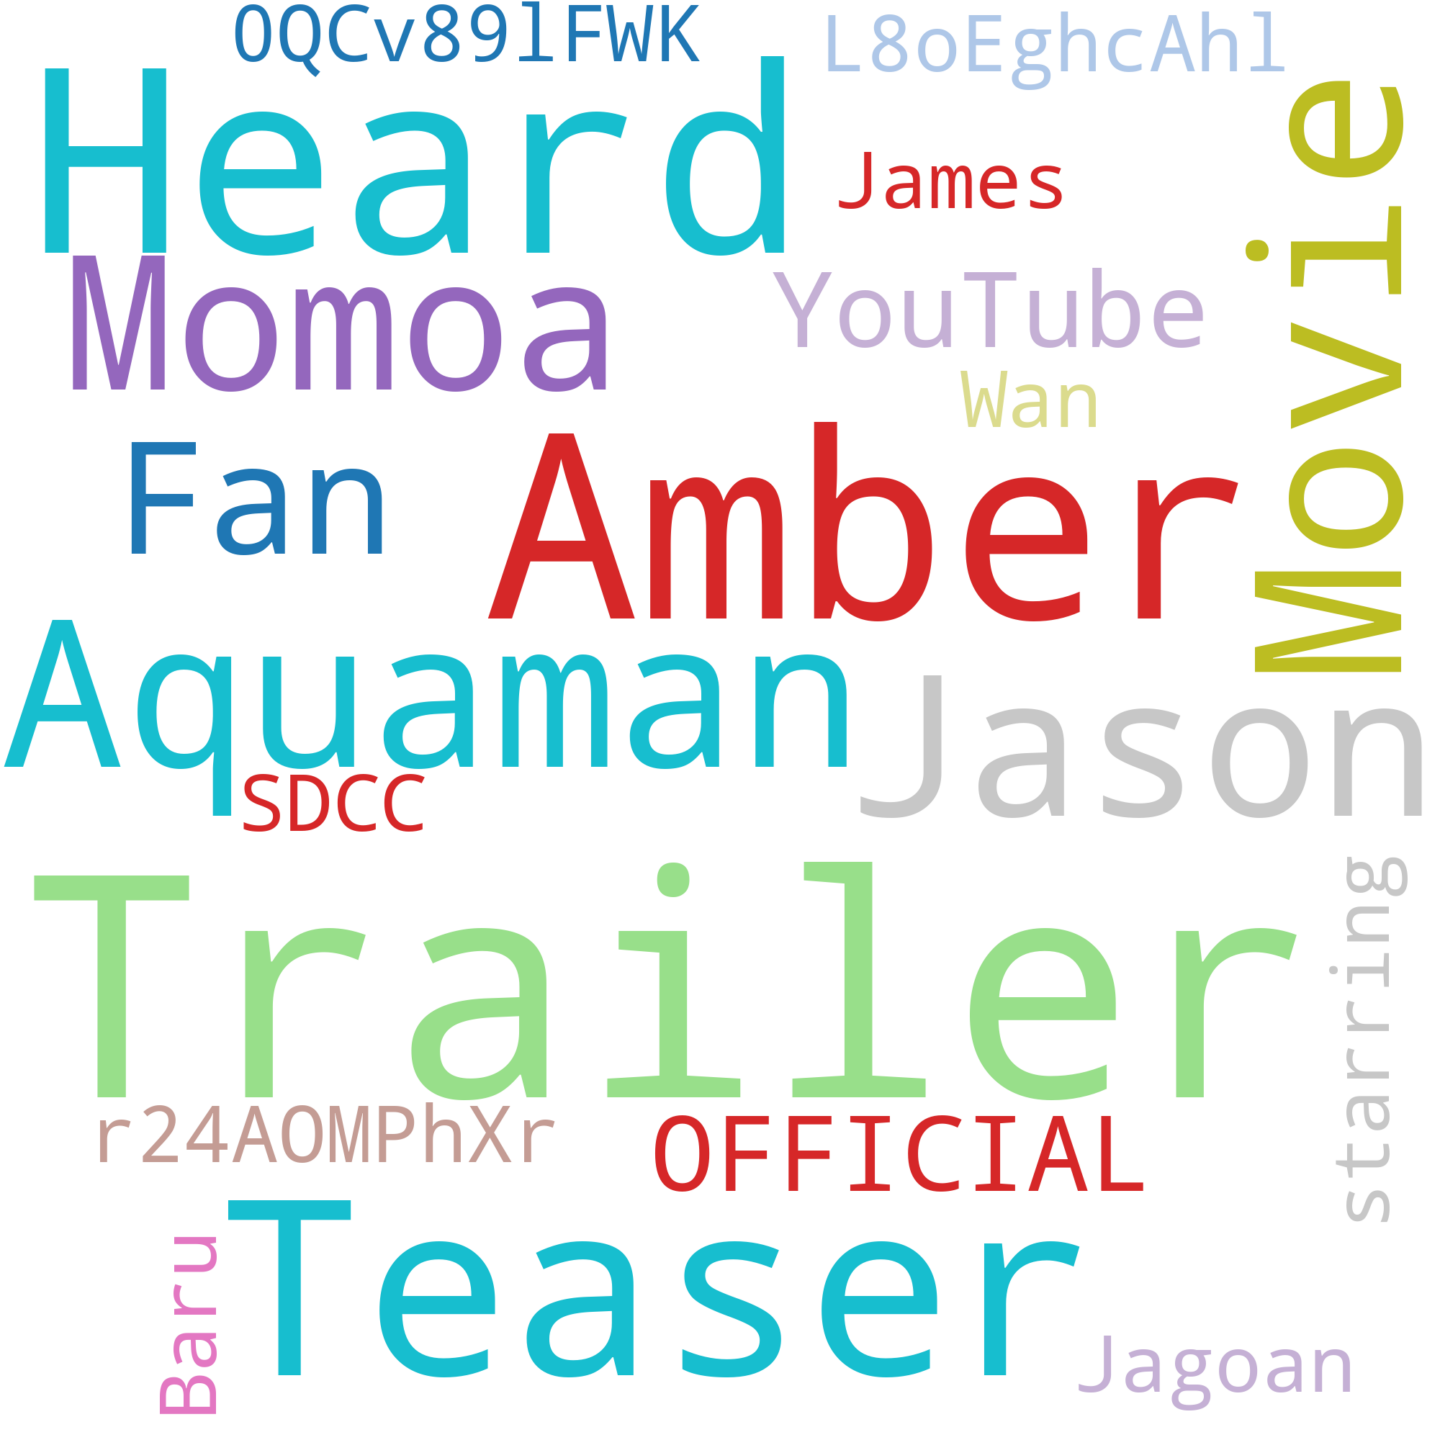 0QCv89lFWK
L8oEghcAhl
Heard
James
Movie
Momoa
YouTube
Wan
Fan
Amber
Aquaman
Jason
SDCC
Trailer
starring
r24AOMPhXr
OFFICIAL
Teaser
Baru
Jagoan